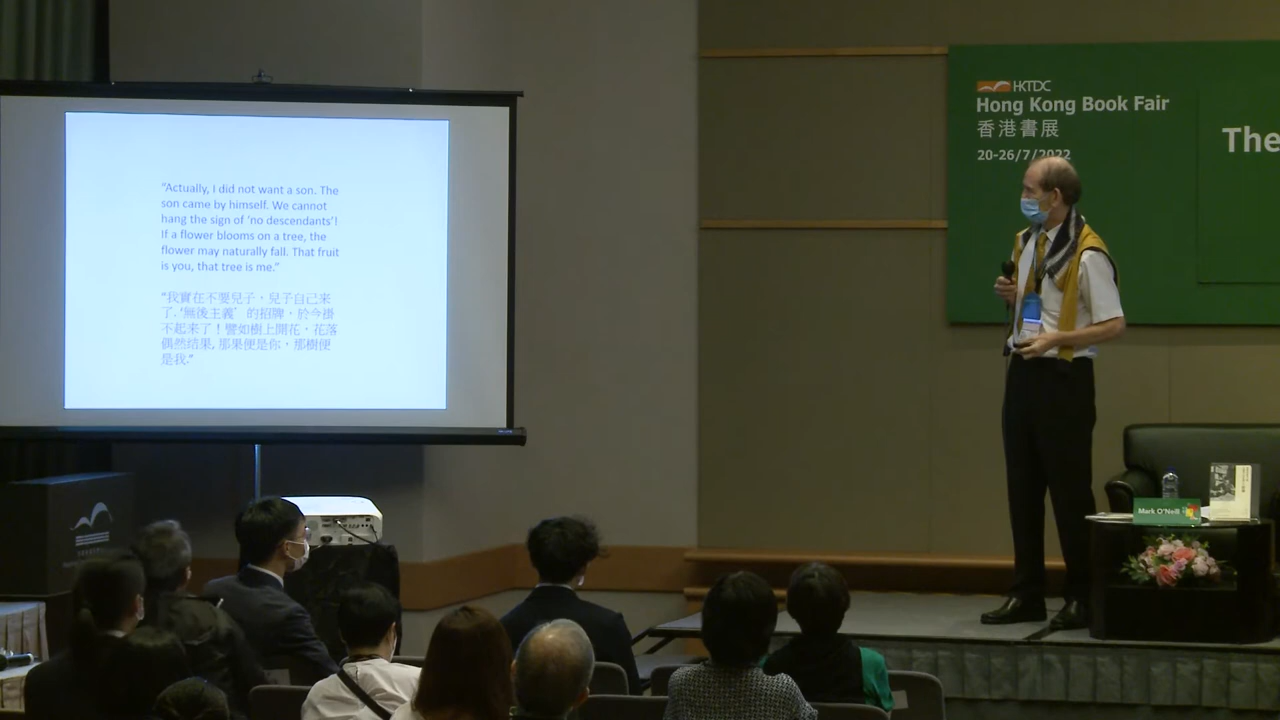 "Actually, I did not want a son. The
son came by himself. We cannot
hang the sign of 'no descendants'!
If a flower blooms on a tree, the
flower may naturally fall. That fruit
is you, that tree is me."
"我實在不要兒子，兒子自己來
了. '無後主義' 的招牌，於今掛
不起來了！譬如樹上開花，花落
偶然结果, 那果便是你，那樹便
是我."
HKTDC
Hong Kong Book Fair
香港書展
20-26/7/2022
The
Mark O'Neill